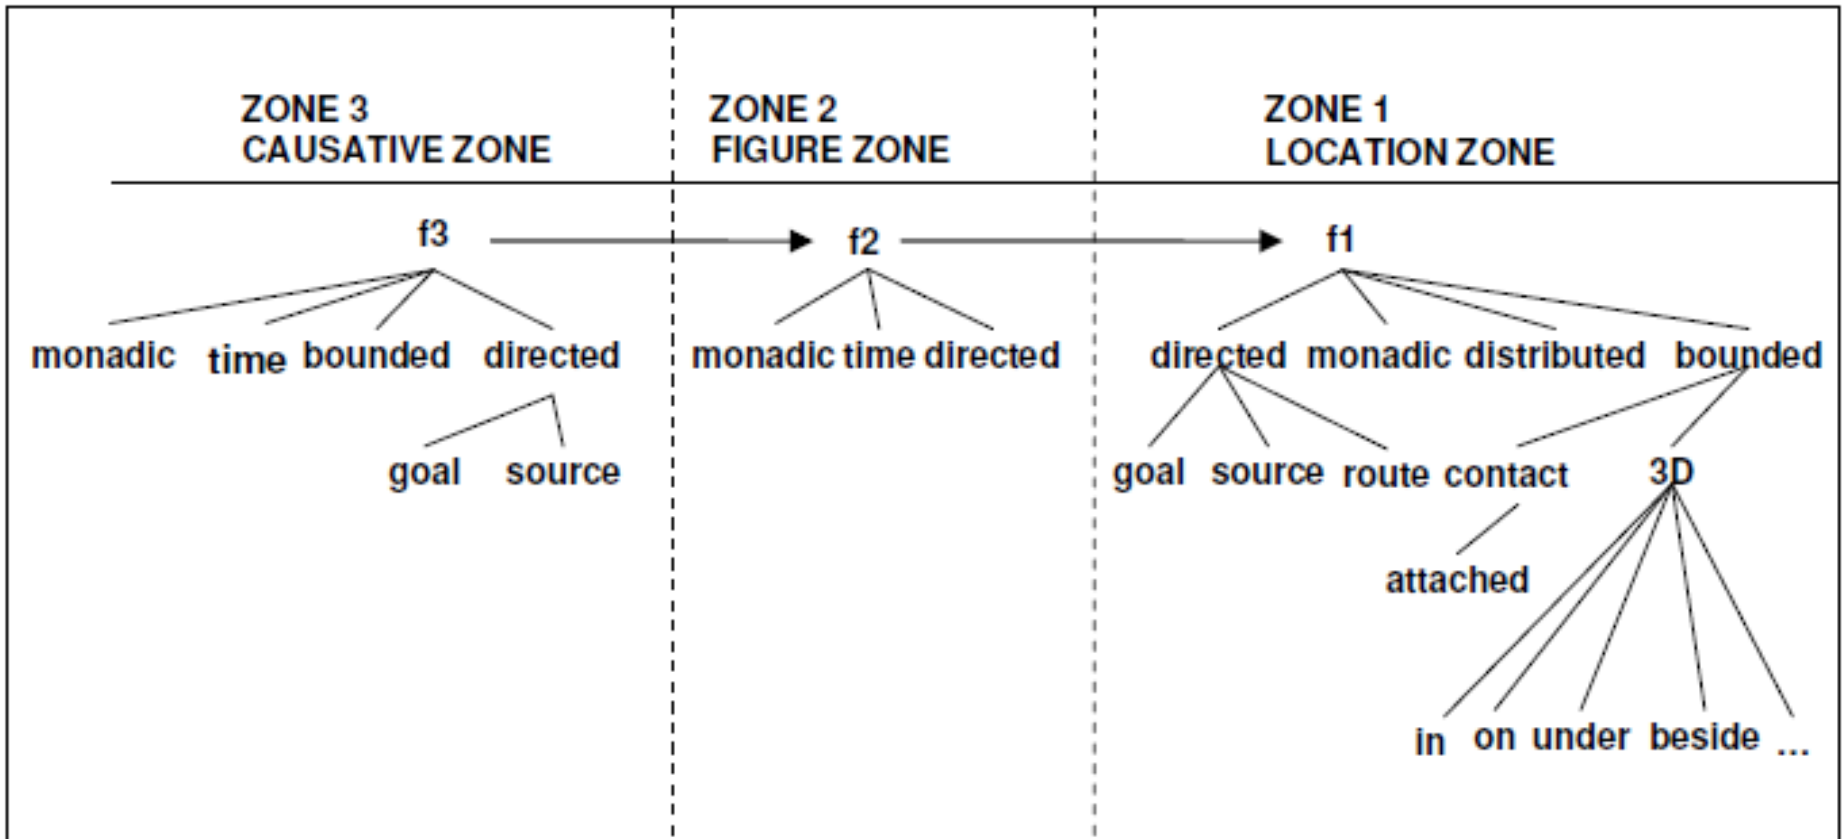 ZONE 3
CAUSATIVE ZONE
ZONE 2
FIGURE ZONE
ZONE 1
LOCATION ZONE
f3
f2
f1
monadic time bounded directed
monadic time directed
directed monadic distributed bounded
goal source
goal source route contact 3D
attached
in on under beside ...